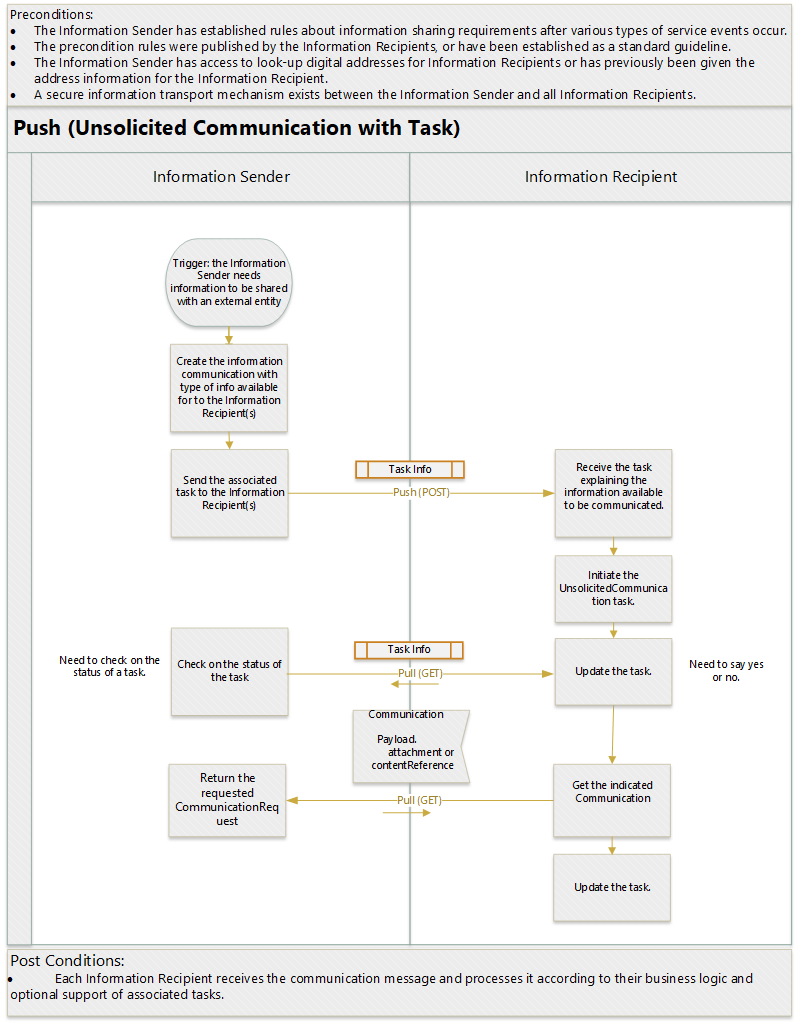 Preconditions:
• The Information Sender has established rules about information sharing requirements after various types of service events occur.
• The precondition rules were published by the Information Recipients, or have been established as a standard guideline.
• The Information Sender has access to look-up digital addresses for Information Recipients or has previously been given the
address information for the Information Recipient.
• A secure information transport mechanism exists between the Information Sender and all Information Recipients.
Push (Unsolicited Communication with Task)
Information Sender
Information Recipient
Trigger: the Information
Sender needs
information to be shared
with an external entity
Create the information
communication with
type of info available
for to the Information
Recipient(s)
Send the associated
task to the Information
Recipient(s)
Task Info
Push (POST)
Receive the task
explaining the
information available
to be communicated.
Initiate the
UnsolicitedCommunica
tion task.
Need to check on the
status of a task.
Check on the status of
the task
Task Info
Pull (GET)
Update the task.
Need to say yes
or no.
Communication
Payload.
attachment or
contentReference
Return the
requested
CommunicationReq
uest
Pull (GET)
Get the indicated
Communication
Update the task.
Post Conditions:
• Each Information Recipient receives the communication message and processes it according to their business logic and
optional support of associated tasks.